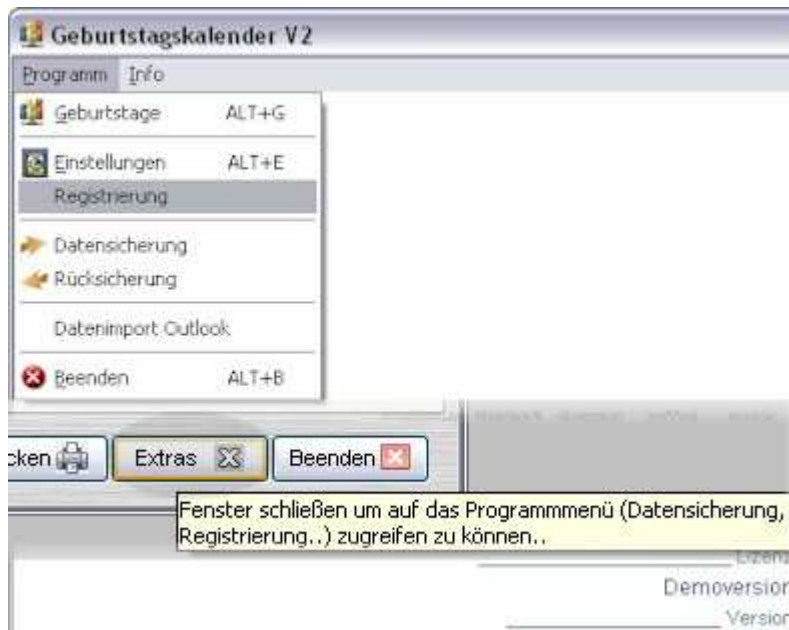 Geburtstagskalender V2
Programm Info
Geburtstage ALT+G
Einstellungen ALT+E
Registrierung
Datensicherung
Rücksicherung
Datenimport Outlook
Beenden ALT+B
cken Extras Beenden
Fenster schließen um auf das Programmmenü (Datensicherung,
Registrierung..) zugreifen zu können..
Lizenz
Demoversion
Version